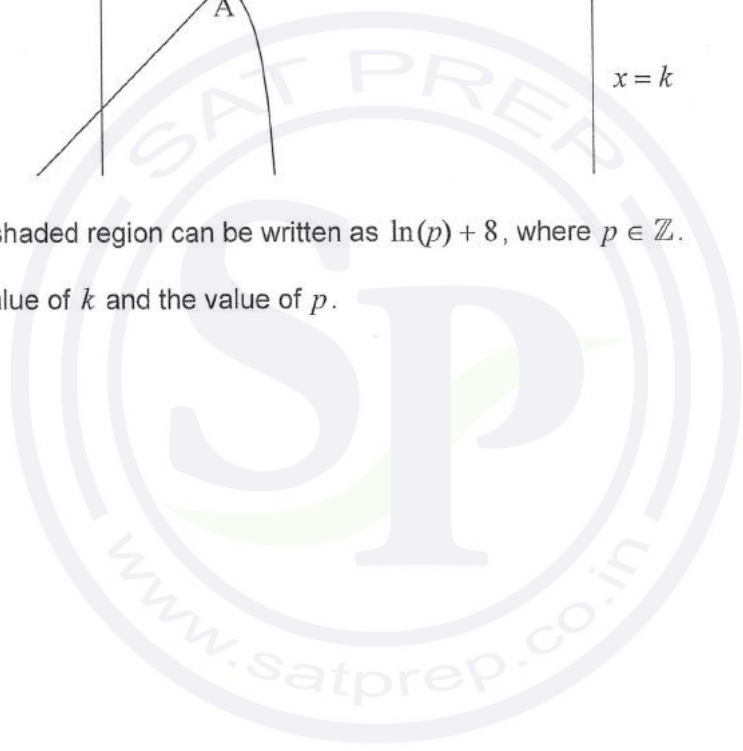 A
x = k
shaded region can be written as ln(p) + 8, where p ∈ ℤ.
alue of k and the value of p.
SAT PREP
SP
www.satprep.co.in